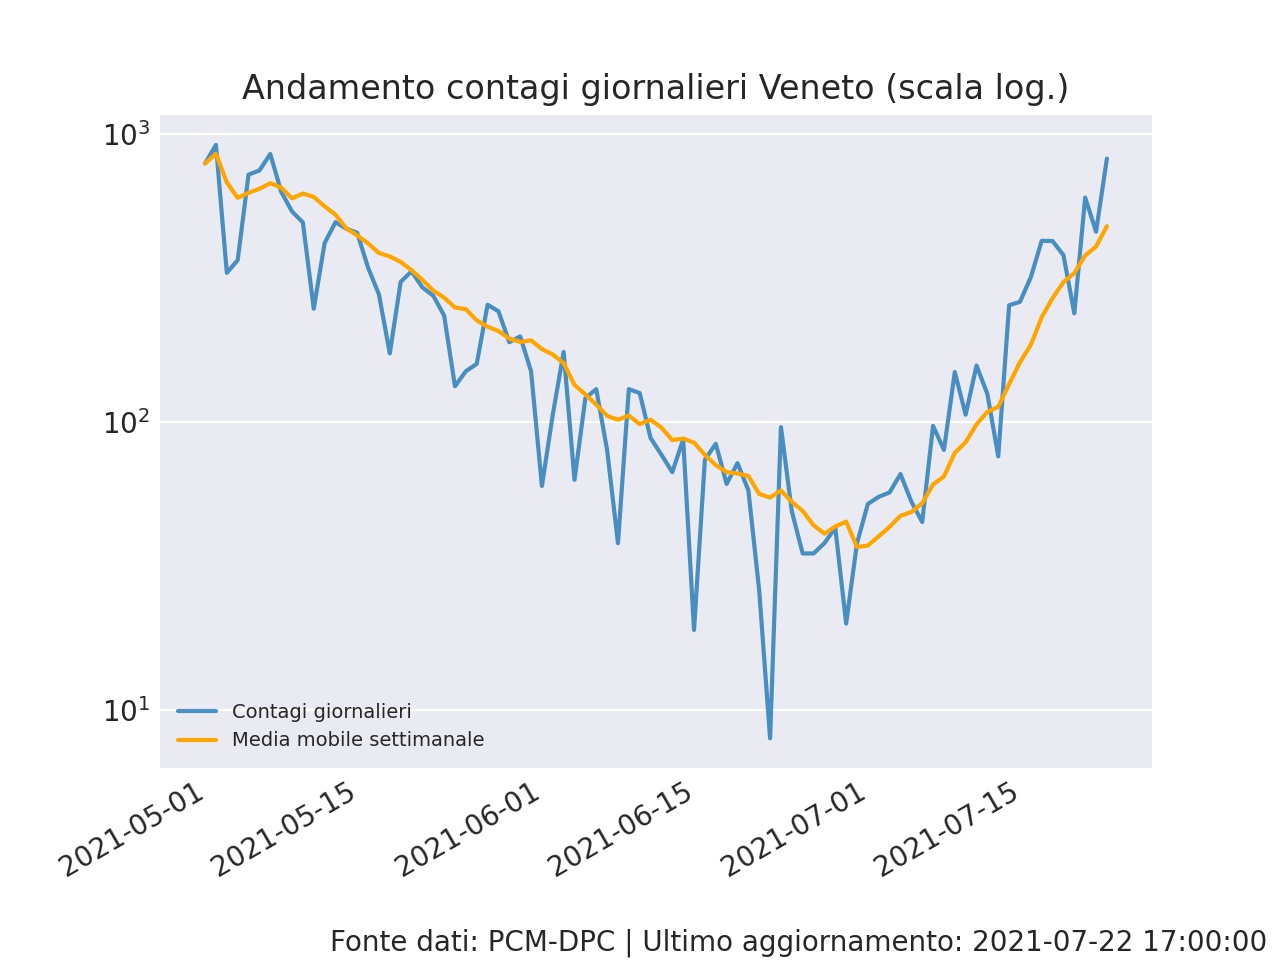 Andamento contagi giornalieri Veneto (scala log.)
10³
10²
10¹
Contagi giornalieri
Media mobile settimanale
2021-05-01
2021-05-15
2021-06-01
2021-06-15
2021-07-01
2021-07-15
Fonte dati: PCM-DPC | Ultimo aggiornamento: 2021-07-22 17:00:00